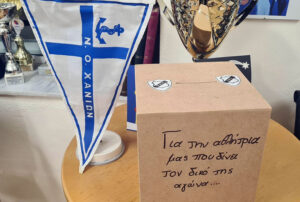 Ν. Ο. ΧΑΝΙΩΝ
Για την αθλήτρια
μας που δίνει
τον δικό της
αγώνα....